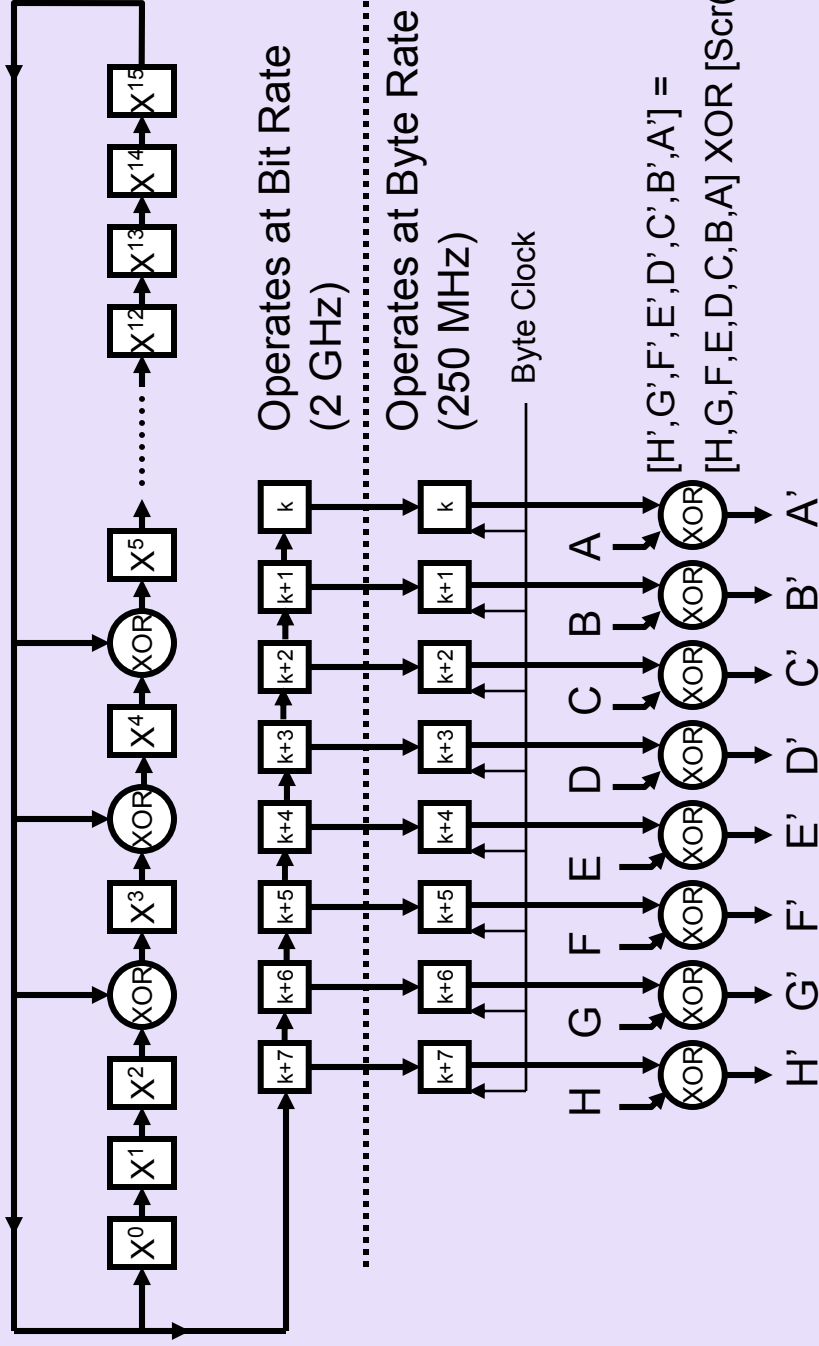 X⁰ X¹ X² XOR X³ XOR X⁴ XOR X⁵ X¹² X¹³ X¹⁴ X¹⁵
Operates at Bit Rate
(2 GHz)
k+7 k+6 k+5 k+4 k+3 k+2 k+1 k
Operates at Byte Rate
(250 MHz)
k+7 k+6 k+5 k+4 k+3 k+2 k+1 k
Byte Clock
H G F E D C B A
[H’,G’,F’,E’,D’,C’,B’,A’] =
[H,G,F,E,D,C,B,A] XOR [Scr(
XOR XOR XOR XOR XOR XOR XOR XOR
H’ G’ F’ E’ D’ C’ B’ A’